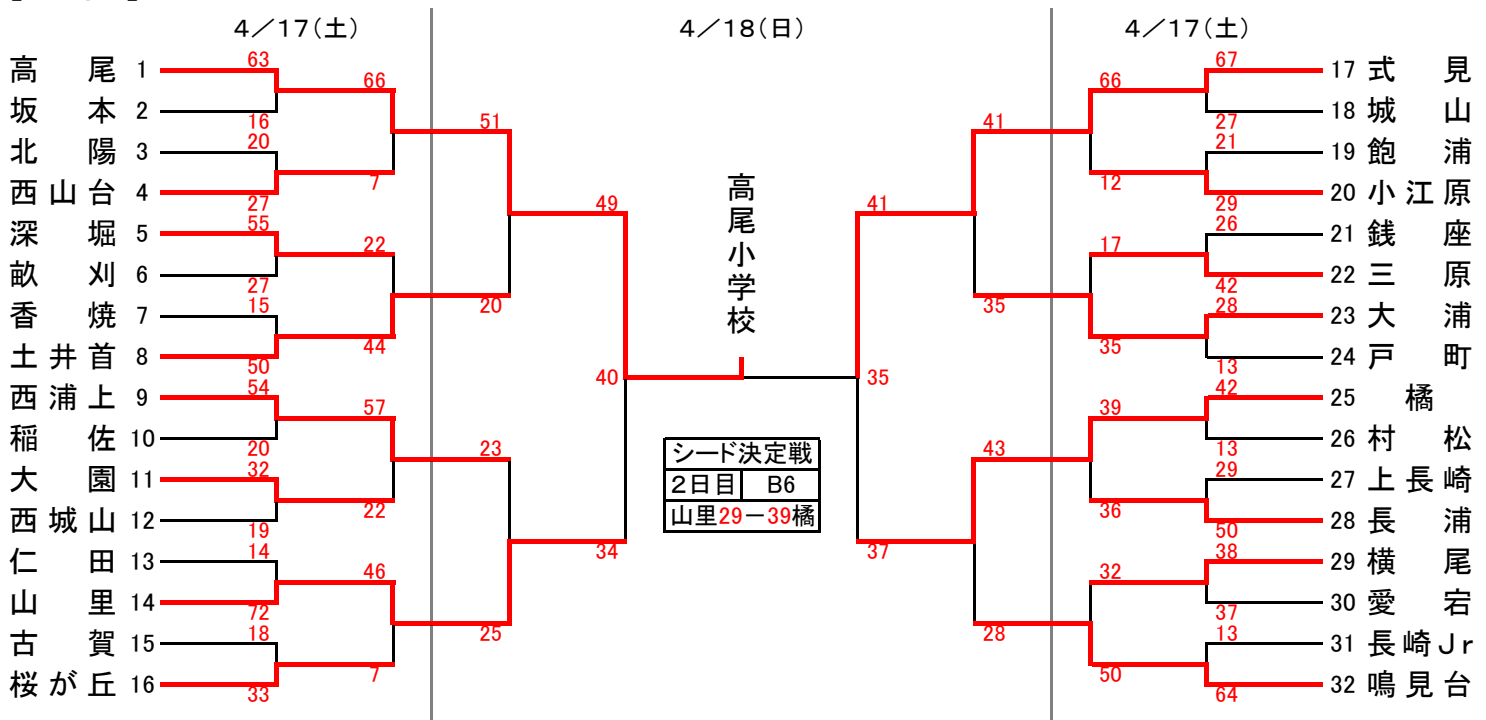 4/17(土) 4/18(日) 4/17(土)
高尾 1 63 66 51 49 40
坂本 2 16
北陽 3 20
西山台 4 27 7
深堀 5 55 22 20
畝刈 6 27
香焼 7 15
土井首 8 50 44
西浦上 9 54 57 23 34
稲佐 10 20
大園 11 32
西城山 12 19 22
仁田 13 14
山里 14 72 46 25
古賀 15 18
桜が丘 16 33 7
高尾小学校
シード決定戦
2日目 B6
山里29-39橘
35 41 41 66 67 17 式見
27 18 城山
21 19 飽浦
12 29 20 小江原
26 21 銭座
35 17 42 22 三原
35 28 23 大浦
13 24 戸町
37 43 39 42 25 橘
13 26 村松
29 27 上長崎
36 50 28 長浦
32 38 29 横尾
37 30 愛宕
13 31 長崎Jr
28 50 64 32 鳴見台